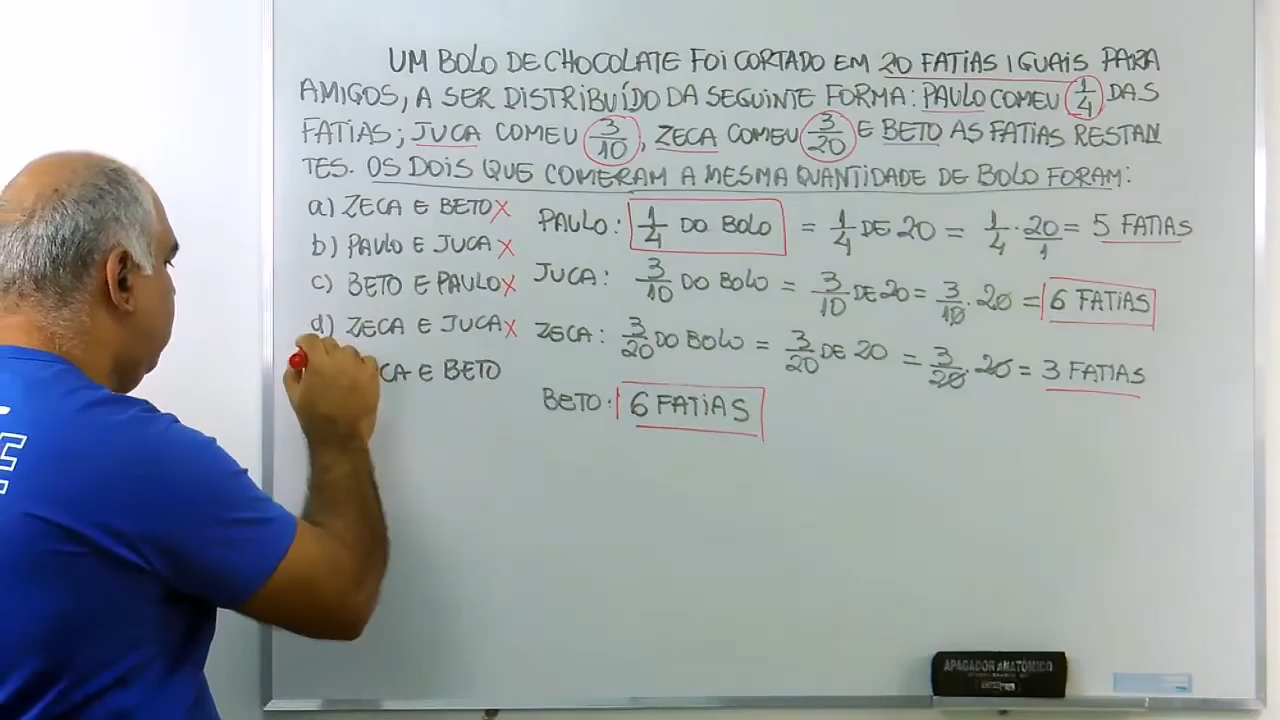 UM BOLO DE CHOCOLATE FOI CORTADO EM 20 FATIAS IGUAIS PARA
AMIGOS, A SER DISTRIBUÍDO DA SEGUINTE FORMA: PAULO COMEU 1/4 DAS
FATIAS; JUCA COMEU 3/10, ZECA COMEU 3/20 E BETO AS FATIAS RESTAN
TES. OS DOIS QUE COMERAM A MESMA QUANTIDADE DE BOLO FORAM:
a) ZECA E BETO X
b) PAULO E JUCA X
c) BETO E PAULO X
d) ZECA E JUCA X
CA E BETO
PAULO: 1/4 DO BOLO = 1/4 DE 20 = 1/4 · 20/1 = 5 FATIAS
JUCA: 3/10 DO BOLO = 3/10 DE 20 = 3/10 · 20 = 6 FATIAS
ZECA: 3/20 DO BOLO = 3/20 DE 20 = 3/20 · 20 = 3 FATIAS
BETO: 6 FATIAS
APAGADOR ANATÔMICO